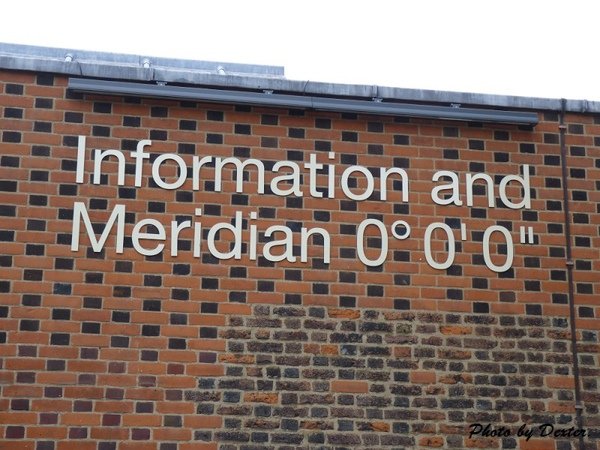 Information and
Meridian 0° 0' 0"
Photo by Dexter